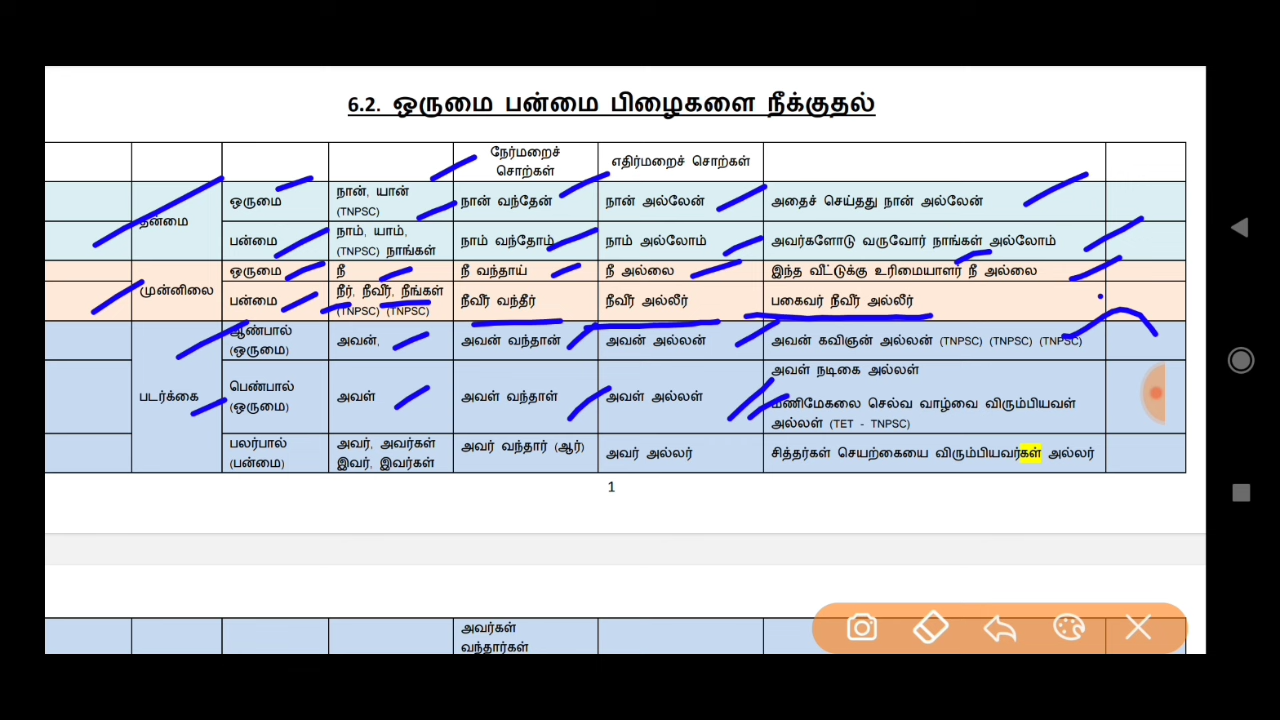 6.2. ஒருமை பன்மை பிழைகளை நீக்குதல்
நேர்மறைச்
சொற்கள்
எதிர்மறைச் சொற்கள்
தன்மை
ஒருமை
நான், யான்
(TNPSC)
நான் வந்தேன்
நான் அல்லேன்
அதைச் செய்தது நான் அல்லேன்
பன்மை
நாம், யாம்,
(TNPSC) நாங்கள்
நாம் வந்தோம்
நாம் அல்லோம்
அவர்களோடு வருவோர் நாங்கள் அல்லோம்
முன்னிலை
ஒருமை
நீ
நீ வந்தாய்
நீ அல்லை
இந்த வீட்டுக்கு உரிமையாளர் நீ அல்லை
பன்மை
நீர், நீவீர், நீங்கள்
(TNPSC) (TNPSC)
நீவீர் வந்தீர்
நீவீர் அல்லீர்
பகைவர் நீவீர் அல்லீர்
படர்க்கை
ஆண்பால்
(ஒருமை)
அவன்,
அவன் வந்தான்
அவன் அல்லன்
அவன் கவிஞன் அல்லன் (TNPSC) (TNPSC) (TNPSC)
பெண்பால்
(ஒருமை)
அவள்
அவள் வந்தாள்
அவள் அல்லள்
அவள் நடிகை அல்லள்
மணிமேகலை செல்வ வாழ்வை விரும்பியவள்
அல்லள் (TET - TNPSC)
பலர்பால்
(பன்மை)
அவர், அவர்கள்
இவர், இவர்கள்
அவர் வந்தார் (ஆர்)
அவர் அல்லர்
சித்தர்கள் செயற்கையை விரும்பியவர்கள் அல்லர்
1
அவர்கள்
வந்தார்கள்